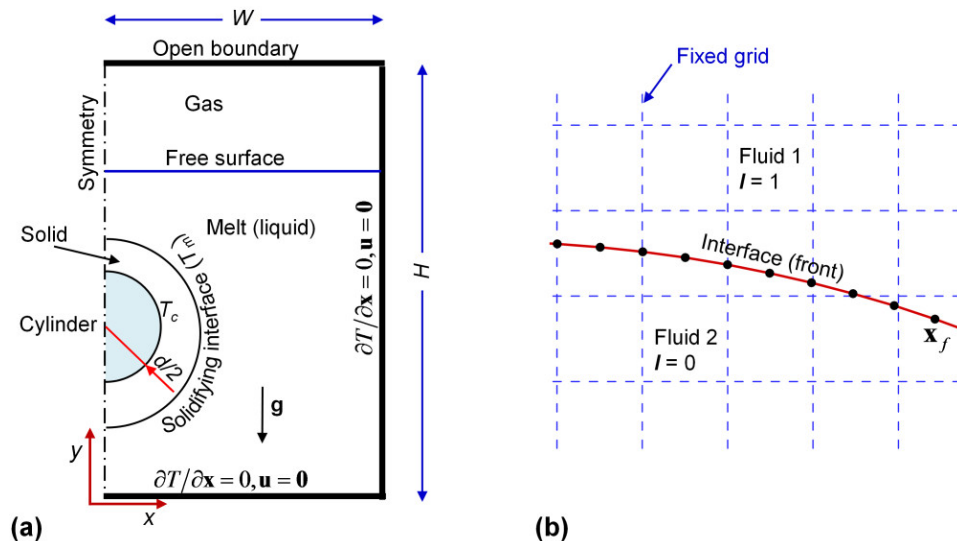 W
Open boundary
Gas
Symmetry
Free surface
Melt (liquid)
Solid
Solidifying interface (Tₘ)
T_c
Cylinder
d/2
∂T/∂x = 0, u = 0
H
g
y
∂T/∂x = 0, u = 0
x
(a)
Fixed grid
Fluid 1
I = 1
Interface (front)
Fluid 2
I = 0
x_f
(b)